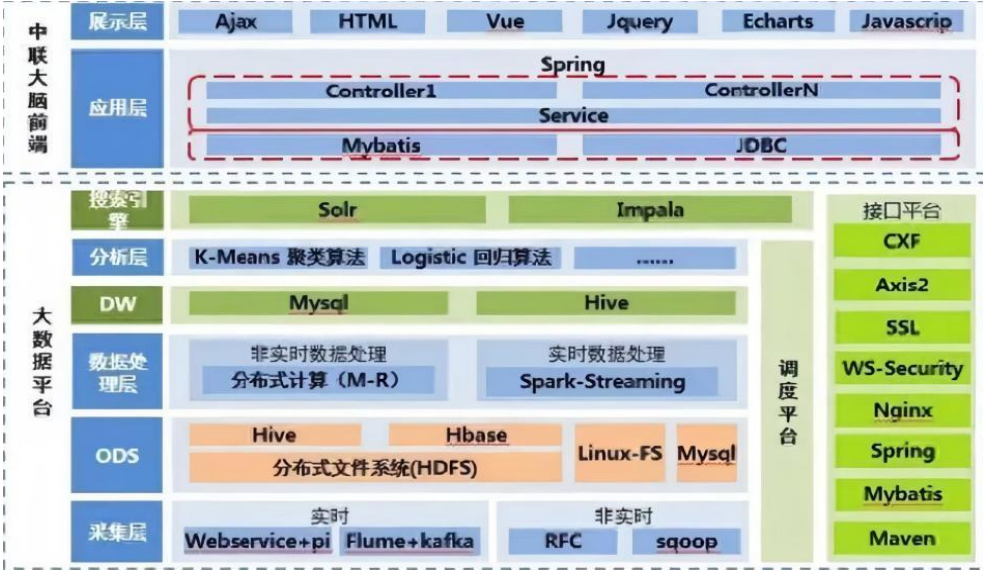 中联大脑前端
展示层
Ajax
HTML
Vue
Jquery
Echarts
Javascrip
应用层
Spring
Controller1
ControllerN
Service
Mybatis
JDBC
大数据平台
搜索引擎
Solr
Impala
分析层
K-Means 聚类算法
Logistic 回归算法
......
DW
Mysql
Hive
数据处理层
非实时数据处理
分布式计算（M-R）
实时数据处理
Spark-Streaming
ODS
Hive
Hbase
分布式文件系统(HDFS)
Linux-FS
Mysql
采集层
实时
Webservice+pi
Flume+kafka
非实时
RFC
sqoop
调度平台
接口平台
CXF
Axis2
SSL
WS-Security
Nginx
Spring
Mybatis
Maven